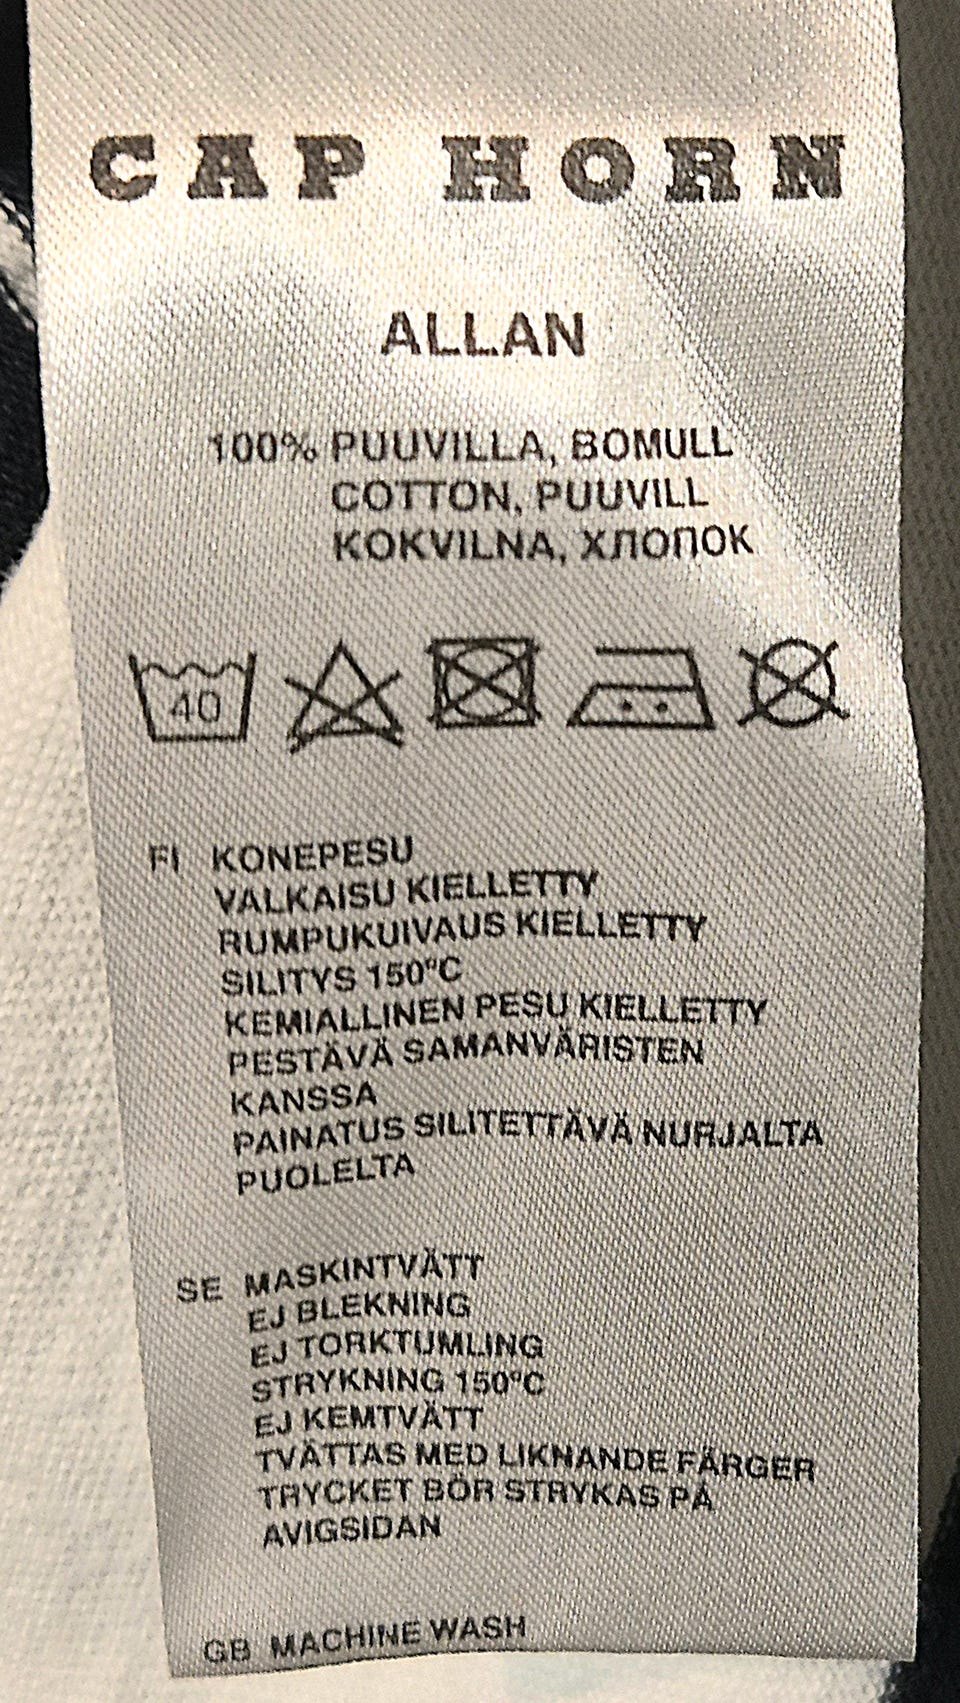 CAP HORN
ALLAN
100% PUUVILLA, BOMULL
COTTON, PUUVILL
KOKVILNA, ХЛОПОК
40
FI KONEPESU
VALKAISU KIELLETTY
RUMPUKUIVAUS KIELLETTY
SILITYS 150°C
KEMIALLINEN PESU KIELLETTY
PESTÄVÄ SAMANVÄRISTEN
KANSSA
PAINATUS SILITETTÄVÄ NURJALTA
PUOLELTA
SE MASKINTVÄTT
EJ BLEKNING
EJ TORKTUMLING
STRYKNING 150°C
EJ KEMTVÄTT
TVÄTTAS MED LIKNANDE FÄRGER
TRYCKET BÖR STRYKAS PÅ
AVIGSIDAN
GB MACHINE WASH